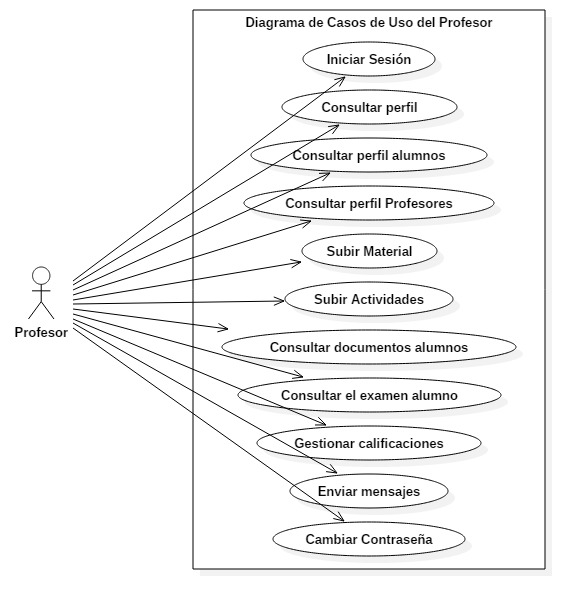 Diagrama de Casos de Uso del Profesor
Iniciar Sesión
Consultar perfil
Consultar perfil alumnos
Consultar perfil Profesores
Subir Material
Subir Actividades
Profesor
Consultar documentos alumnos
Consultar el examen alumno
Gestionar calificaciones
Enviar mensajes
Cambiar Contraseña